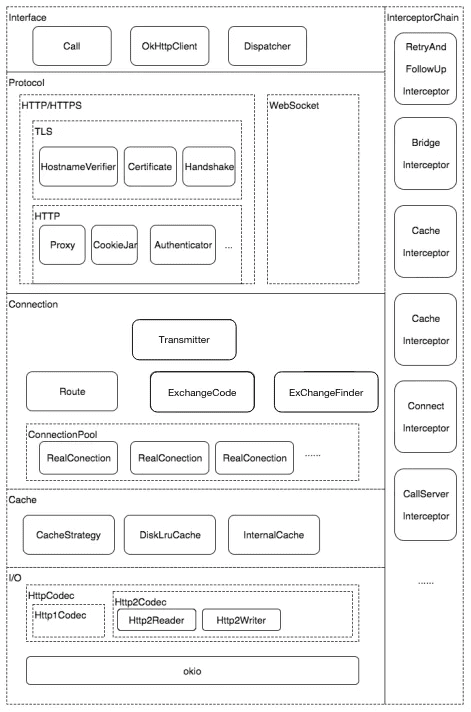 Interface
Call
OkHttpClient
Dispatcher
Protocol
HTTP/HTTPS
WebSocket
TLS
HostnameVerifier
Certificate
Handshake
HTTP
Proxy
CookieJar
Authenticator
...
Connection
Transmitter
Route
ExchangeCode
ExChangeFinder
ConnectionPool
RealConection
RealConection
RealConection
......
Cache
CacheStrategy
DiskLruCache
InternalCache
I/O
HttpCodec
Http1Codec
Http2Codec
Http2Reader
Http2Writer
okio
InterceptorChain
RetryAnd
FollowUp
Interceptor
Bridge
Interceptor
Cache
Interceptor
Cache
Interceptor
Connect
Interceptor
CallServer
Interceptor
......